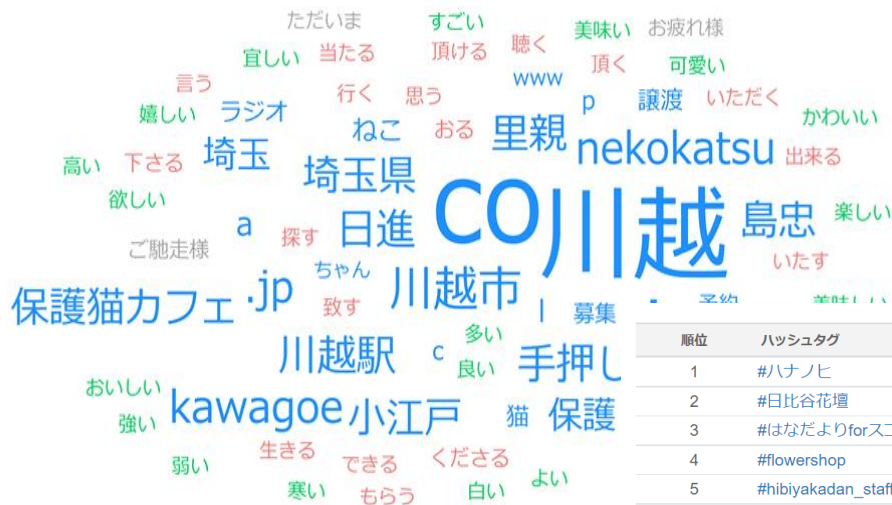 ただいま
すごい
美味い
お疲れ様
宜しい
当たる
頂ける
聴く
頂く
可愛い
言う
www
行く
思う
p
譲渡
いただく
嬉しい
ラジオ
ねこ
おる
里親
かわいい
高い
下さる
埼玉
埼玉県
nekokatsu
出来る
欲しい
co
川越
a
探す
日進
島忠
楽しい
ご馳走様
いたす
ちゃん
保護猫カフェ
.jp
致す
川越市
l
募集
予約
美味しい
多い
川越駅
c
良い
手押し
おいしい
強い
kawagoe
小江戸
猫
保護
弱い
生きる
できる
くださる
寒い
もらう
白い
よい
順位 ハッシュタグ
1 #ハナノヒ
2 #日比谷花壇
3 #はなだよりforスコ
4 #flowershop
5 #hibiyakadan_staff